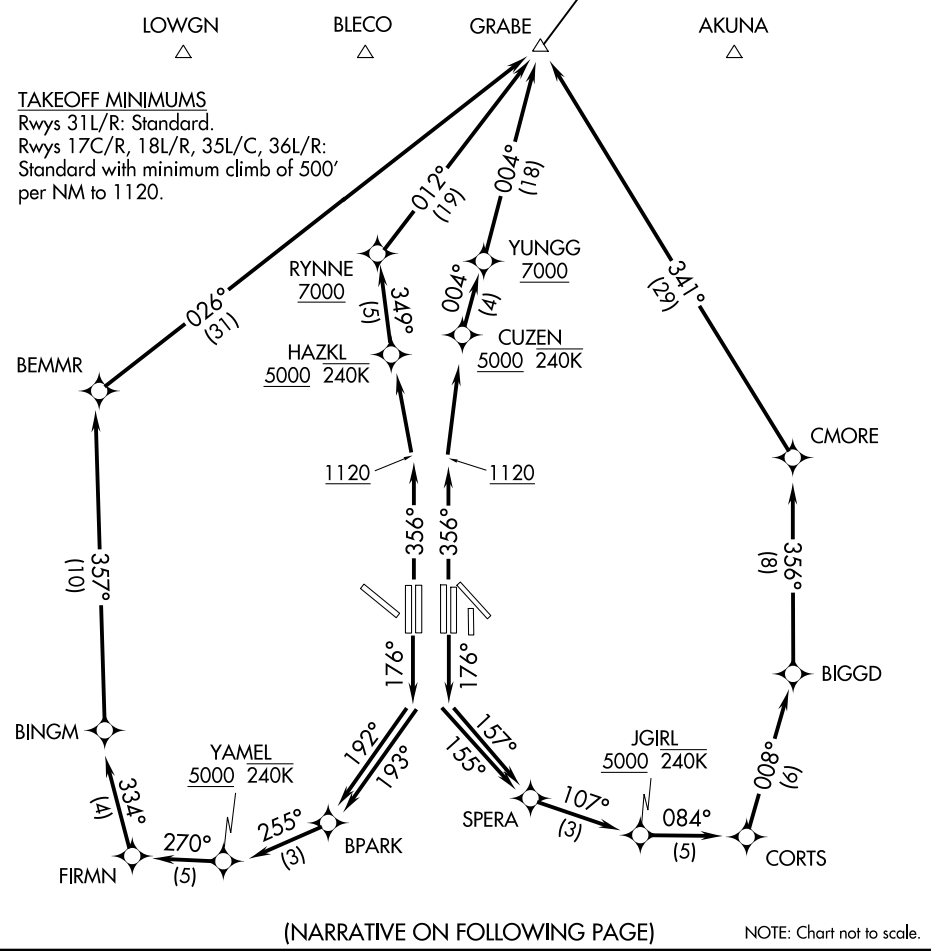 LOWGN
BLECO
GRABE
AKUNA
TAKEOFF MINIMUMS
Rwys 31L/R: Standard.
Rwys 17C/R, 18L/R, 35L/C, 36L/R:
Standard with minimum climb of 500'
per NM to 1120.
004°
(18)
012°
(19)
341°
(29)
026°
(31)
RYNNE
7000
YUNGG
7000
349°
(5)
004°
(4)
HAZKL
5000 240K
CUZEN
5000 240K
BEMMR
CMORE
1120
1120
356°
356°
357°
(10)
356°
(8)
176°
176°
BIGGD
BINGM
YAMEL
5000 240K
192°
193°
157°
155°
JGIRL
5000 240K
008°
(6)
334°
(4)
255°
(3)
BPARK
SPERA
107°
(3)
084°
(5)
270°
(5)
FIRMN
CORTS
(NARRATIVE ON FOLLOWING PAGE)
NOTE: Chart not to scale.